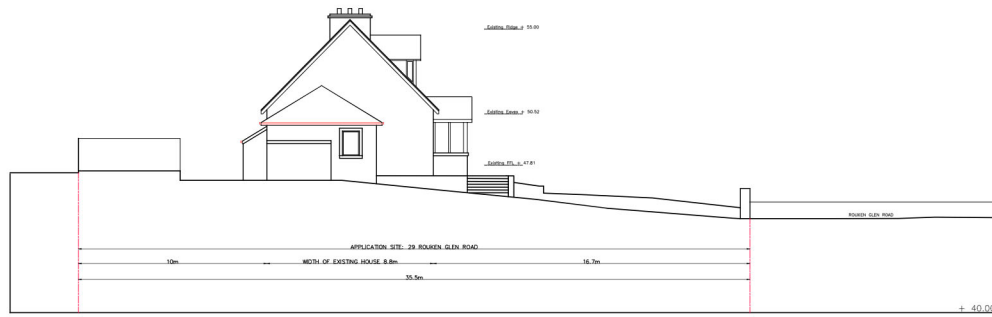 Existing Ridge + 55.00
Existing Eaves + 50.52
Existing FFL + 47.81
ROUKEN GLEN ROAD
APPLICATION SITE: 29 ROUKEN GLEN ROAD
10m WIDTH OF EXISTING HOUSE 8.8m 16.7m
35.5m
+ 40.00